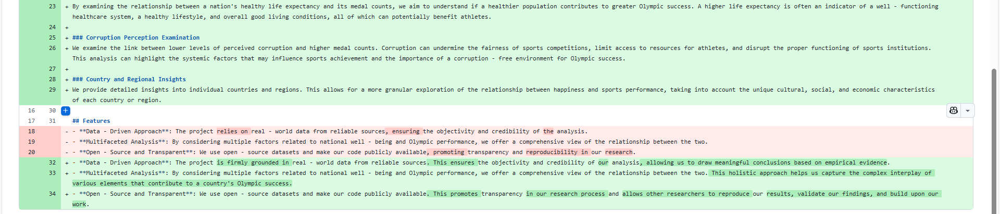 23 + By examining the relationship between a nation's healthy life expectancy and its medal counts, we aim to understand if a healthier population contributes to greater Olympic success. A higher life expectancy is often an indicator of a well - functioning
healthcare system, a healthy lifestyle, and overall good living conditions, all of which can potentially benefit athletes.
24 +
25 + ### Corruption Perception Examination
26 + We examine the link between lower levels of perceived corruption and higher medal counts. Corruption can undermine the fairness of sports competitions, limit access to resources for athletes, and disrupt the proper functioning of sports institutions.
This analysis can highlight the systemic factors that may influence sports achievement and the importance of a corruption - free environment for Olympic success.
27 +
28 + ### Country and Regional Insights
29 + We provide detailed insights into individual countries and regions. This allows for a more granular exploration of the relationship between happiness and sports performance, taking into account the unique cultural, social, and economic characteristics
of each country or region.
16 30 +
17 31 ## Features
18 - - **Data - Driven Approach**: The project relies on real - world data from reliable sources, ensuring the objectivity and credibility of the analysis.
19 - - **Multifaceted Analysis**: By considering multiple factors related to national well - being and Olympic performance, we offer a comprehensive view of the relationship between the two.
20 - - **Open - Source and Transparent**: We use open - source datasets and make our code publicly available, promoting transparency and reproducibility in our research.
32 + - **Data - Driven Approach**: The project is firmly grounded in real - world data from reliable sources. This ensures the objectivity and credibility of our analysis, allowing us to draw meaningful conclusions based on empirical evidence.
33 + - **Multifaceted Analysis**: By considering multiple factors related to national well - being and Olympic performance, we offer a comprehensive view of the relationship between the two. This holistic approach helps us capture the complex interplay of
various elements that contribute to a country's Olympic success.
34 + - **Open - Source and Transparent**: We use open - source datasets and make our code publicly available. This promotes transparency in our research process and allows other researchers to reproduce our results, validate our findings, and build upon our
work.